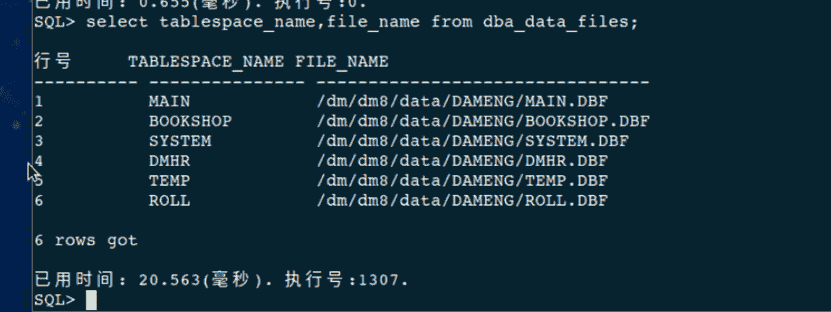 已用时间: 0.655(毫秒). 执行号:0.
SQL> select tablespace_name,file_name from dba_data_files;
行号 TABLESPACE_NAME FILE_NAME
---------- --------------- -------------------------------
1 MAIN /dm/dm8/data/DAMENG/MAIN.DBF
2 BOOKSHOP /dm/dm8/data/DAMENG/BOOKSHOP.DBF
3 SYSTEM /dm/dm8/data/DAMENG/SYSTEM.DBF
4 DMHR /dm/dm8/data/DAMENG/DMHR.DBF
5 TEMP /dm/dm8/data/DAMENG/TEMP.DBF
6 ROLL /dm/dm8/data/DAMENG/ROLL.DBF
6 rows got
已用时间: 20.563(毫秒). 执行号:1307.
SQL>